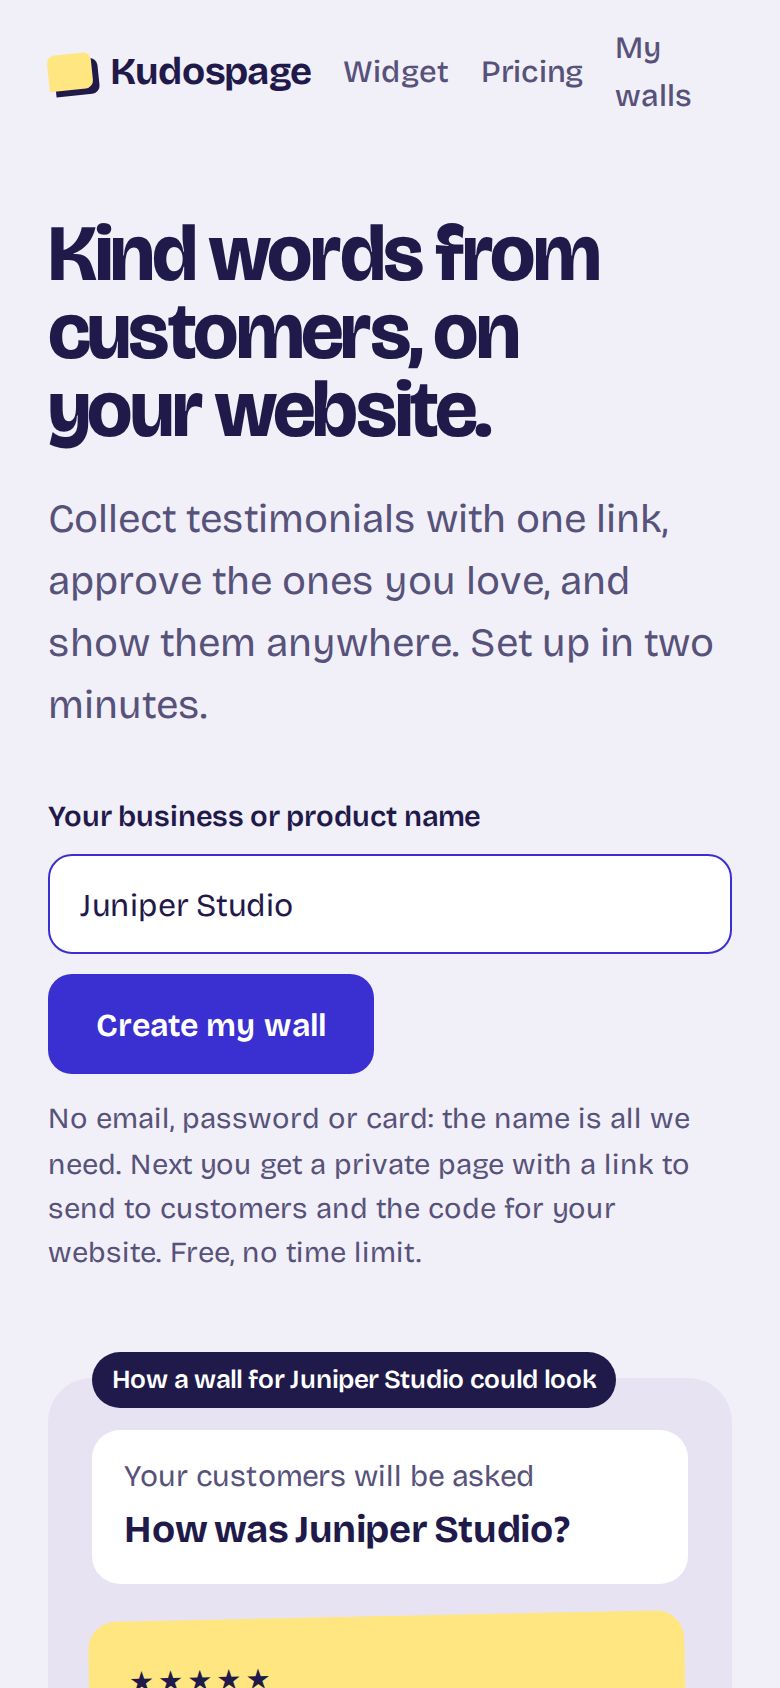 Kudospage
Widget
Pricing
My
walls
Kind words from
customers, on
your website.
Collect testimonials with one link,
approve the ones you love, and
show them anywhere. Set up in two
minutes.
Your business or product name
Juniper Studio
Create my wall
No email, password or card: the name is all we
need. Next you get a private page with a link to
send to customers and the code for your
website. Free, no time limit.
How a wall for Juniper Studio could look
Your customers will be asked
How was Juniper Studio?
★★★★★